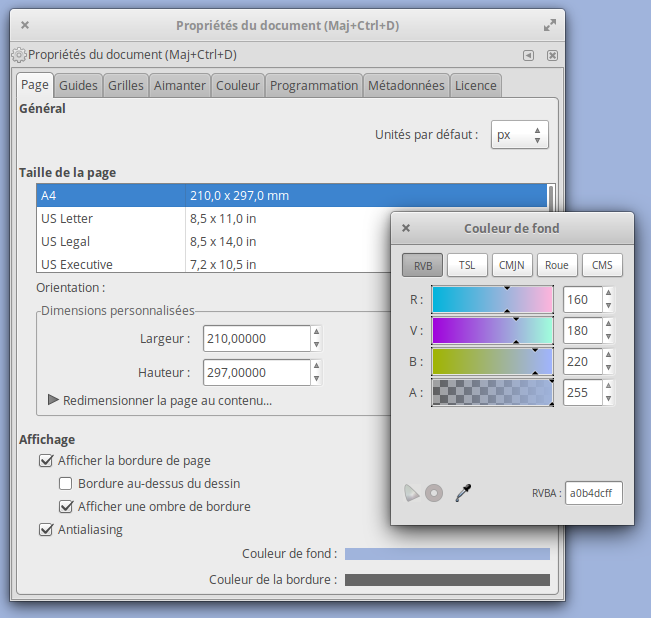 Propriétés du document (Maj+Ctrl+D)
Propriétés du document (Maj+Ctrl+D)
Page Guides Grilles Aimanter Couleur Programmation Métadonnées Licence
Général
Unités par défaut : px
Taille de la page
A4 210,0 x 297,0 mm
US Letter 8,5 x 11,0 in
US Legal 8,5 x 14,0 in
US Executive 7,2 x 10,5 in
Orientation :
Dimensions personnalisées
Largeur : 210,00000
Hauteur : 297,00000
Redimensionner la page au contenu...
Affichage
Afficher la bordure de page
Bordure au-dessus du dessin
Afficher une ombre de bordure
Antialiasing
Couleur de fond :
Couleur de la bordure :
Couleur de fond
RVB TSL CMJN Roue CMS
R : 160
V : 180
B : 220
A : 255
RVBA : a0b4dcff